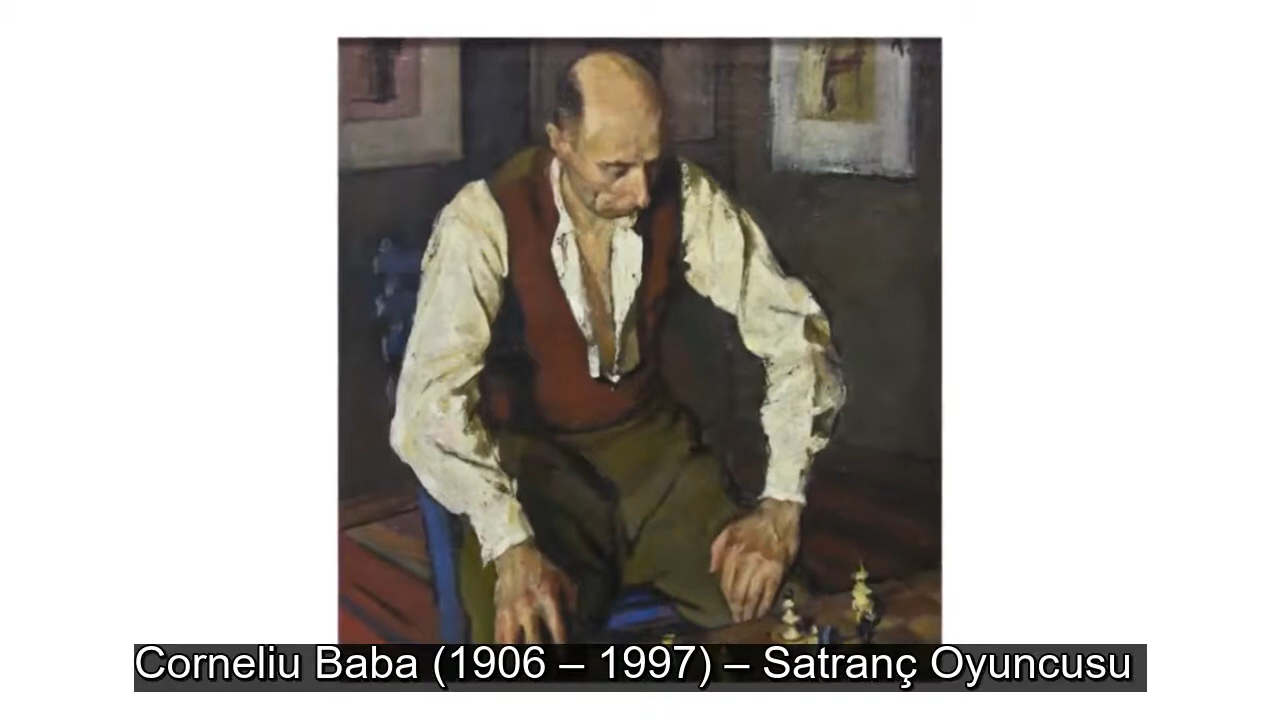 Corneliu Baba (1906 – 1997) – Satranç Oyuncusu